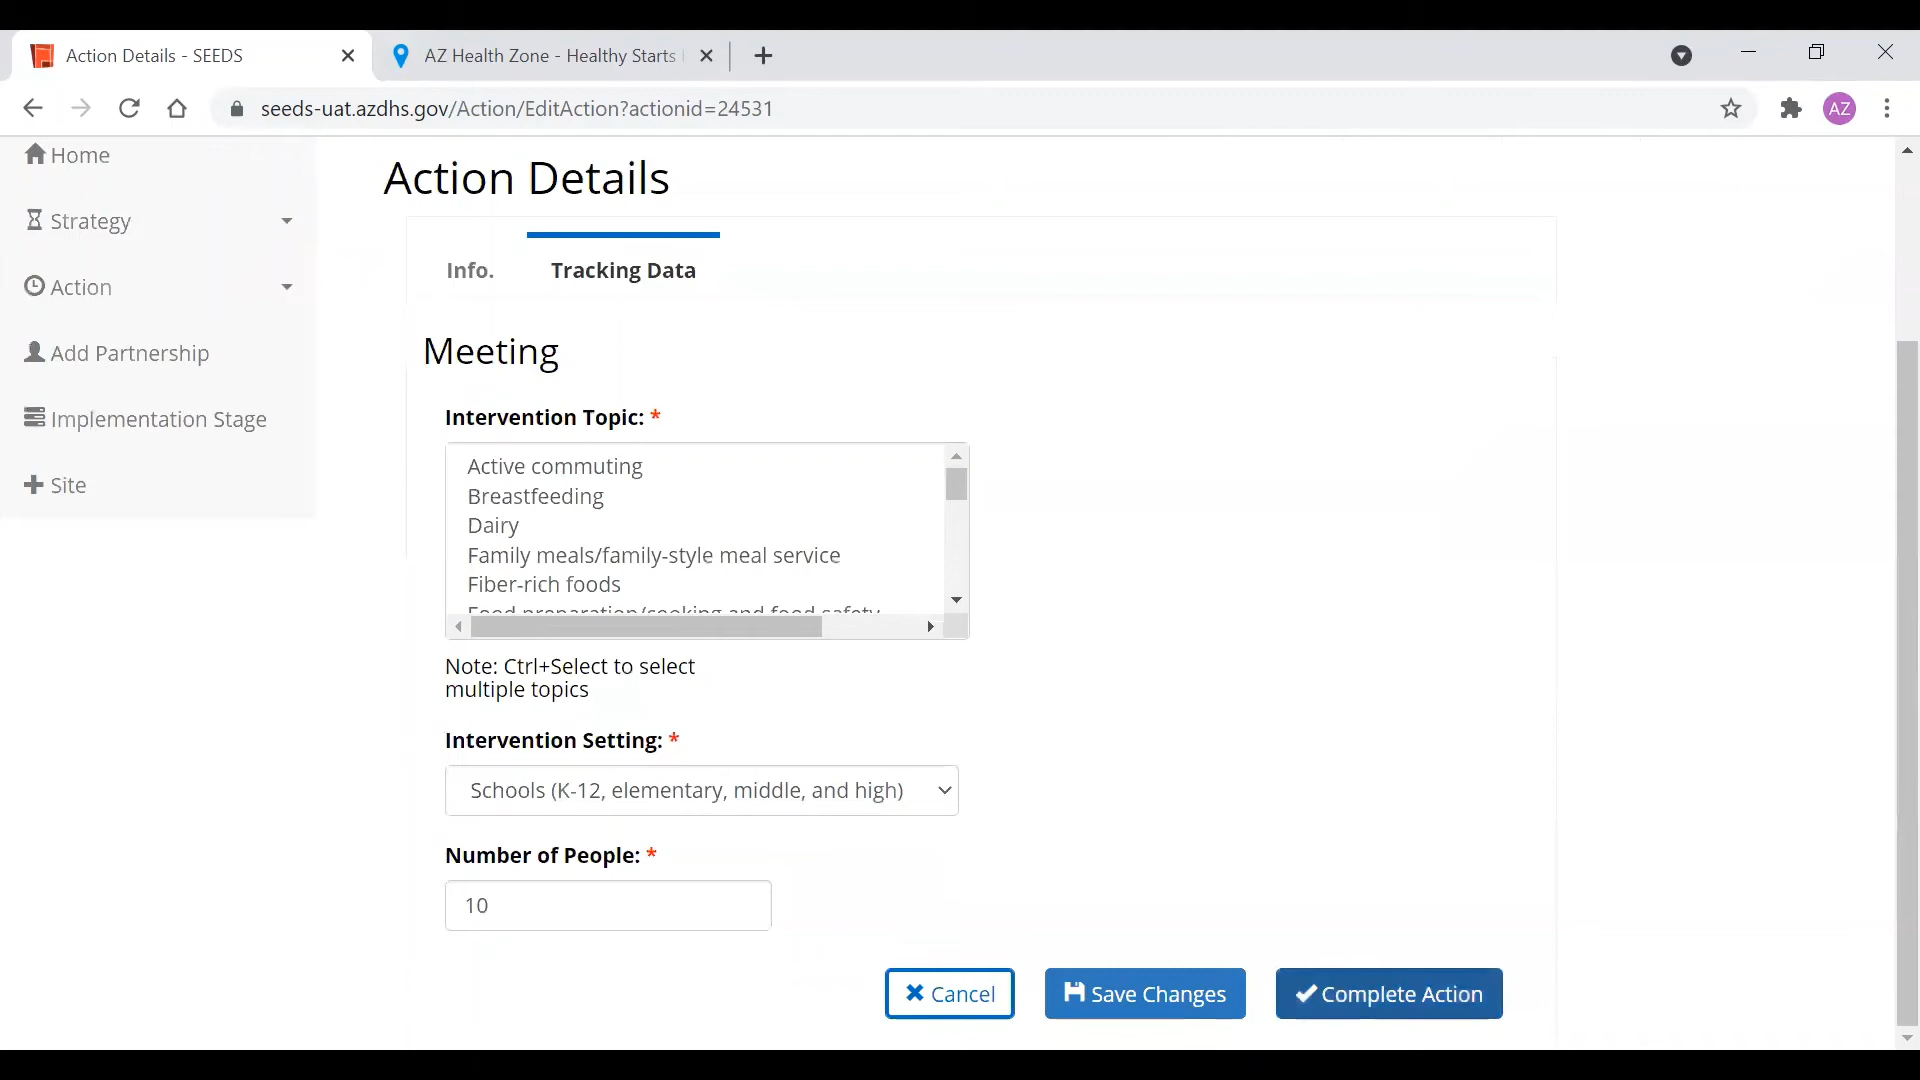 Action Details - SEEDS
AZ Health Zone - Healthy Starts
seeds-uat.azdhs.gov/Action/EditAction?actionid=24531
AZ
Home
Strategy
Action
Add Partnership
Implementation Stage
Site
Action Details
Info.
Tracking Data
Meeting
Intervention Topic: *
Active commuting
Breastfeeding
Dairy
Family meals/family-style meal service
Fiber-rich foods
Food preparation/cooking and food safety
Note: Ctrl+Select to select
multiple topics
Intervention Setting: *
Schools (K-12, elementary, middle, and high)
Number of People: *
10
Cancel
Save Changes
Complete Action